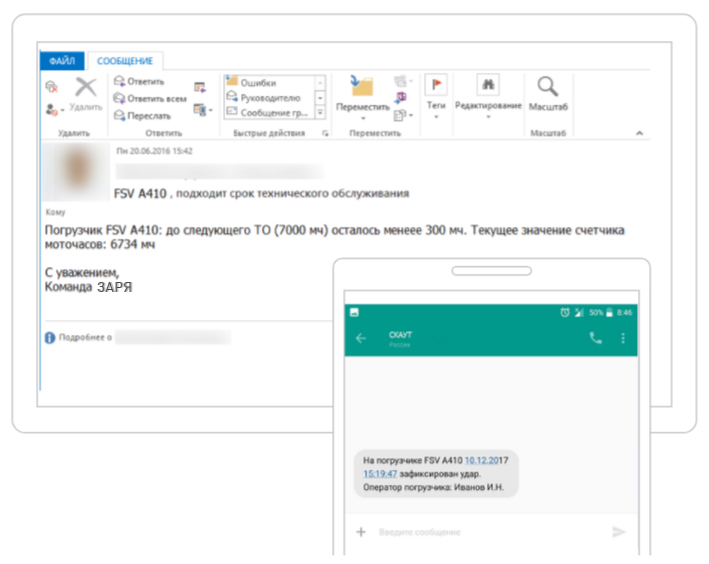 ФАЙЛ СООБЩЕНИЕ
Удалить
Ответить
Ответить всем
Переслать
Ошибки
Руководителю
Сообщение гр...
Переместить
Теги
Редактирование
Масштаб
Удалить Ответить Быстрые действия Переместить Масштаб
Пн 20.06.2016 15:42
FSV A410 , подходит срок технического обслуживания
Кому
Погрузчик FSV A410: до следующего ТО (7000 мч) осталось менеее 300 мч. Текущее значение счетчика
моточасов: 6734 мч
С уважением,
Команда ЗАРЯ
Подробнее о
50% 8:46
СКАУТ
Россия
На погрузчике FSV A410 10.12.2017
15:19:47 зафиксирован удар.
Оператор погрузчика: Иванов И.Н.
Введите сообщение